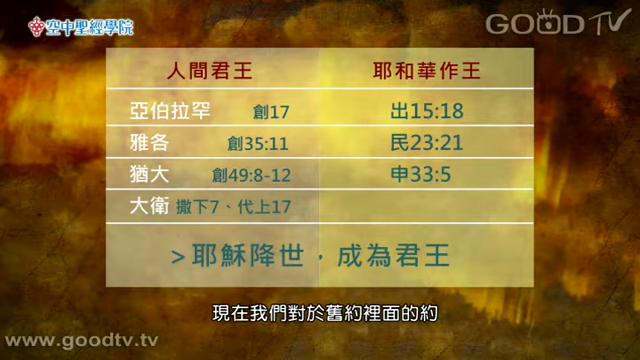 空中聖經學院
GOOD TV
人間君王 耶和華作王
亞伯拉罕 創17 出15:18
雅各 創35:11 民23:21
猶大 創49:8-12 申33:5
大衛 撒下7、代上17
>耶穌降世，成為君王
現在我們對於舊約裡面的約
www.goodtv.tv